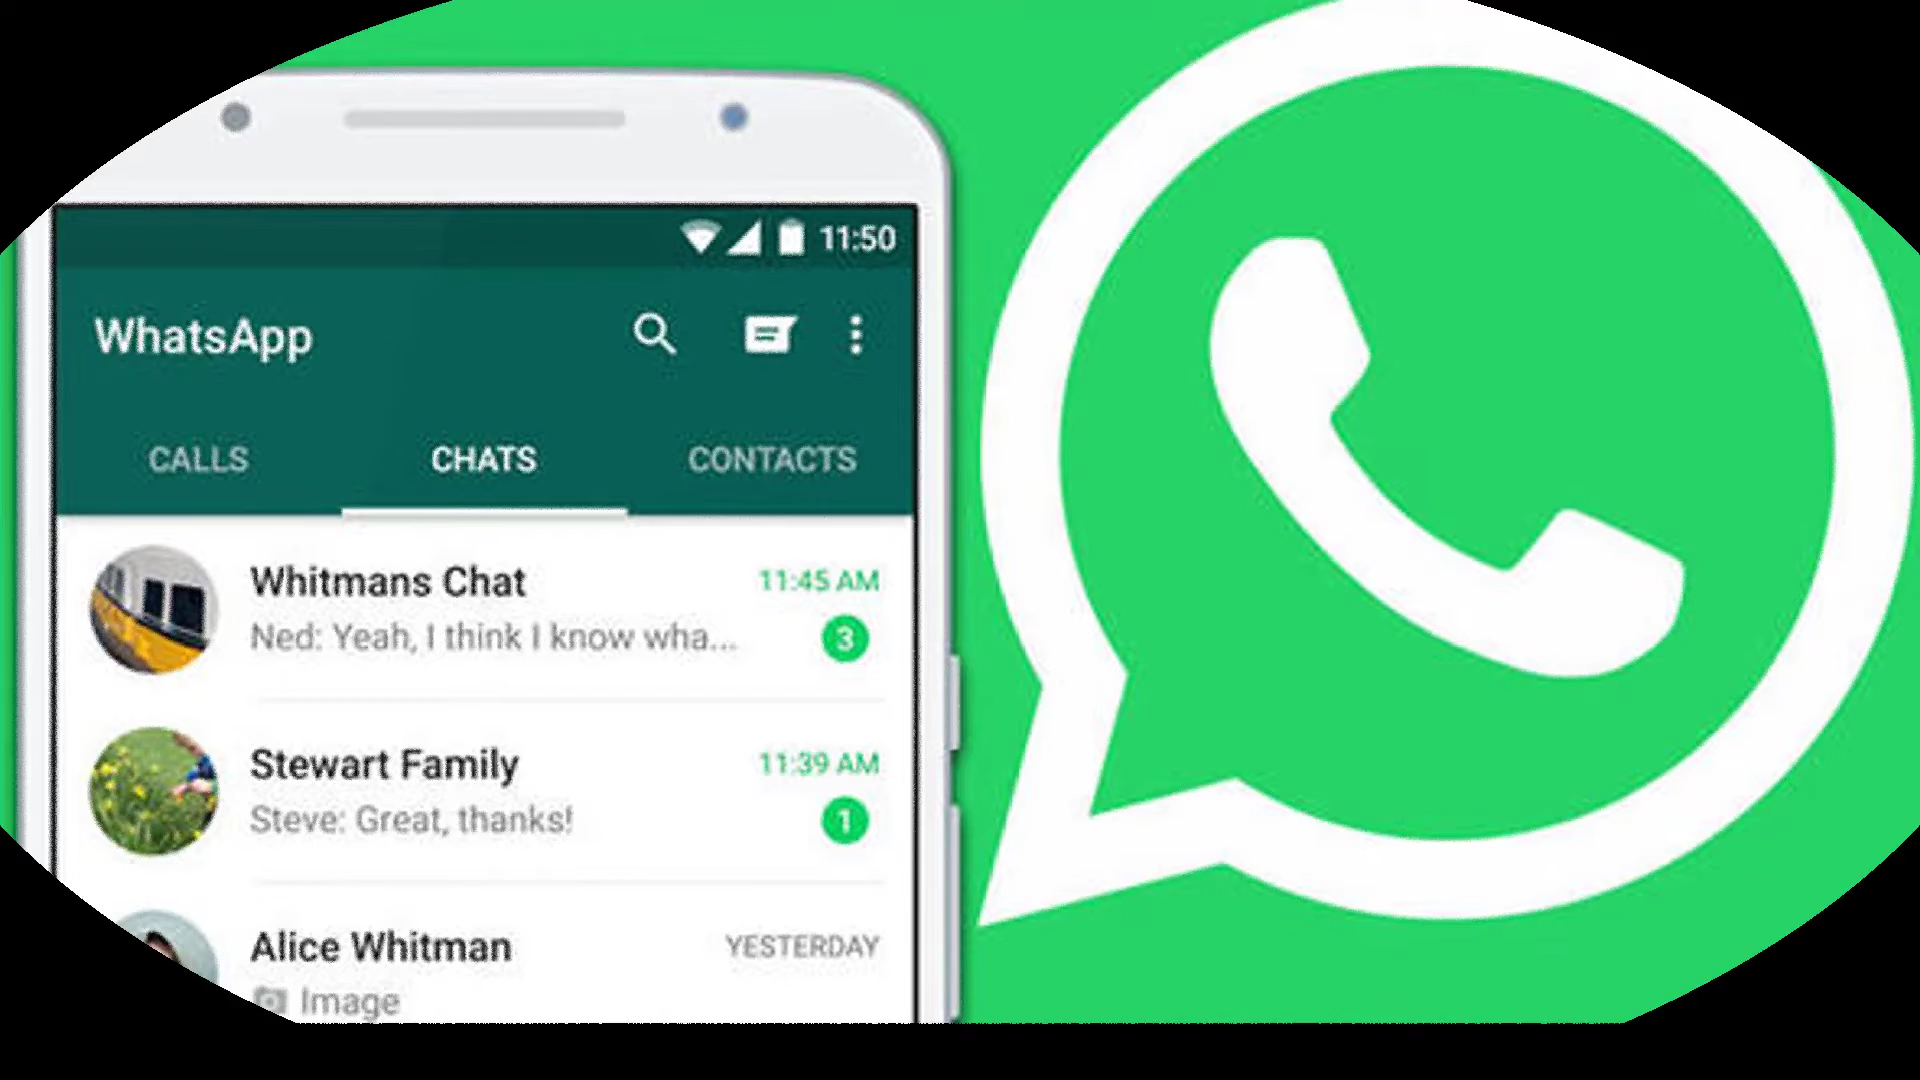 11:50
WhatsApp
CALLS CHATS CONTACTS
Whitmans Chat 11:45 AM
Ned: Yeah, I think I know wha... 3
Stewart Family 11:39 AM
Steve: Great, thanks! 1
Alice Whitman YESTERDAY
Image